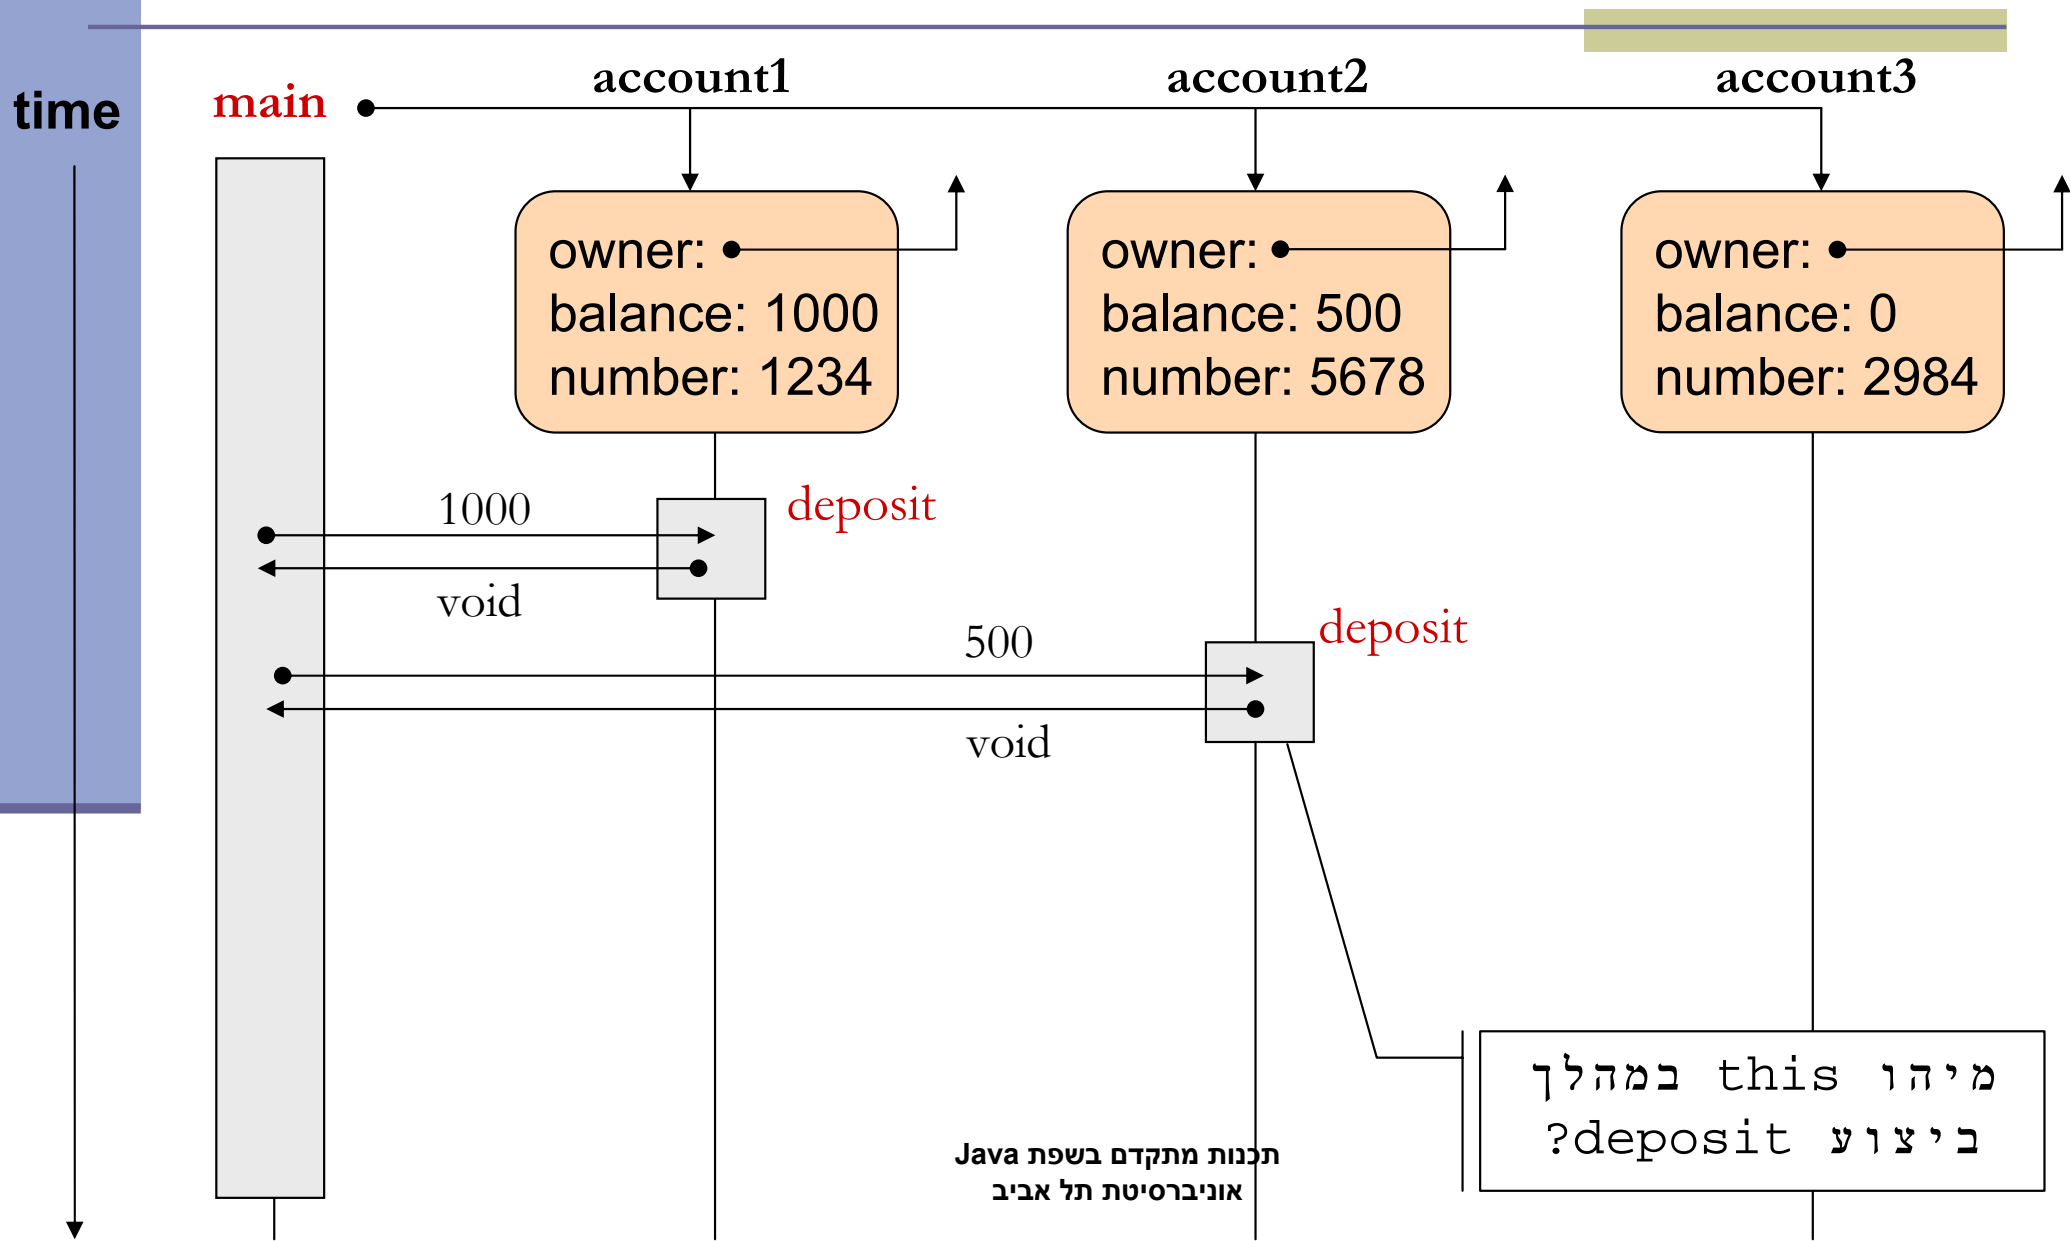 time
main
account1
account2
account3
owner:
balance: 1000
number: 1234
owner:
balance: 500
number: 5678
owner:
balance: 0
number: 2984
1000
deposit
void
500
deposit
void
מיהו this במהלך
ביצוע deposit?
תכנות מתקדם בשפת Java
אוניברסיטת תל אביב